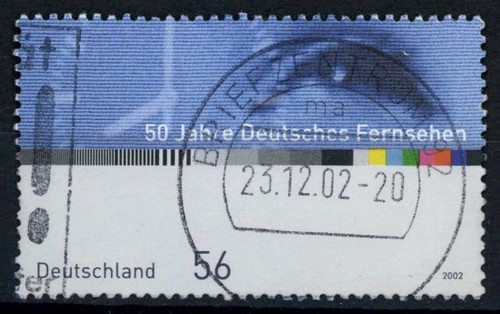 50 Jahre Deutsches Fernsehen
BRIEFZENTRUM
ma
23.12.02-20
Deutschland 56
2002